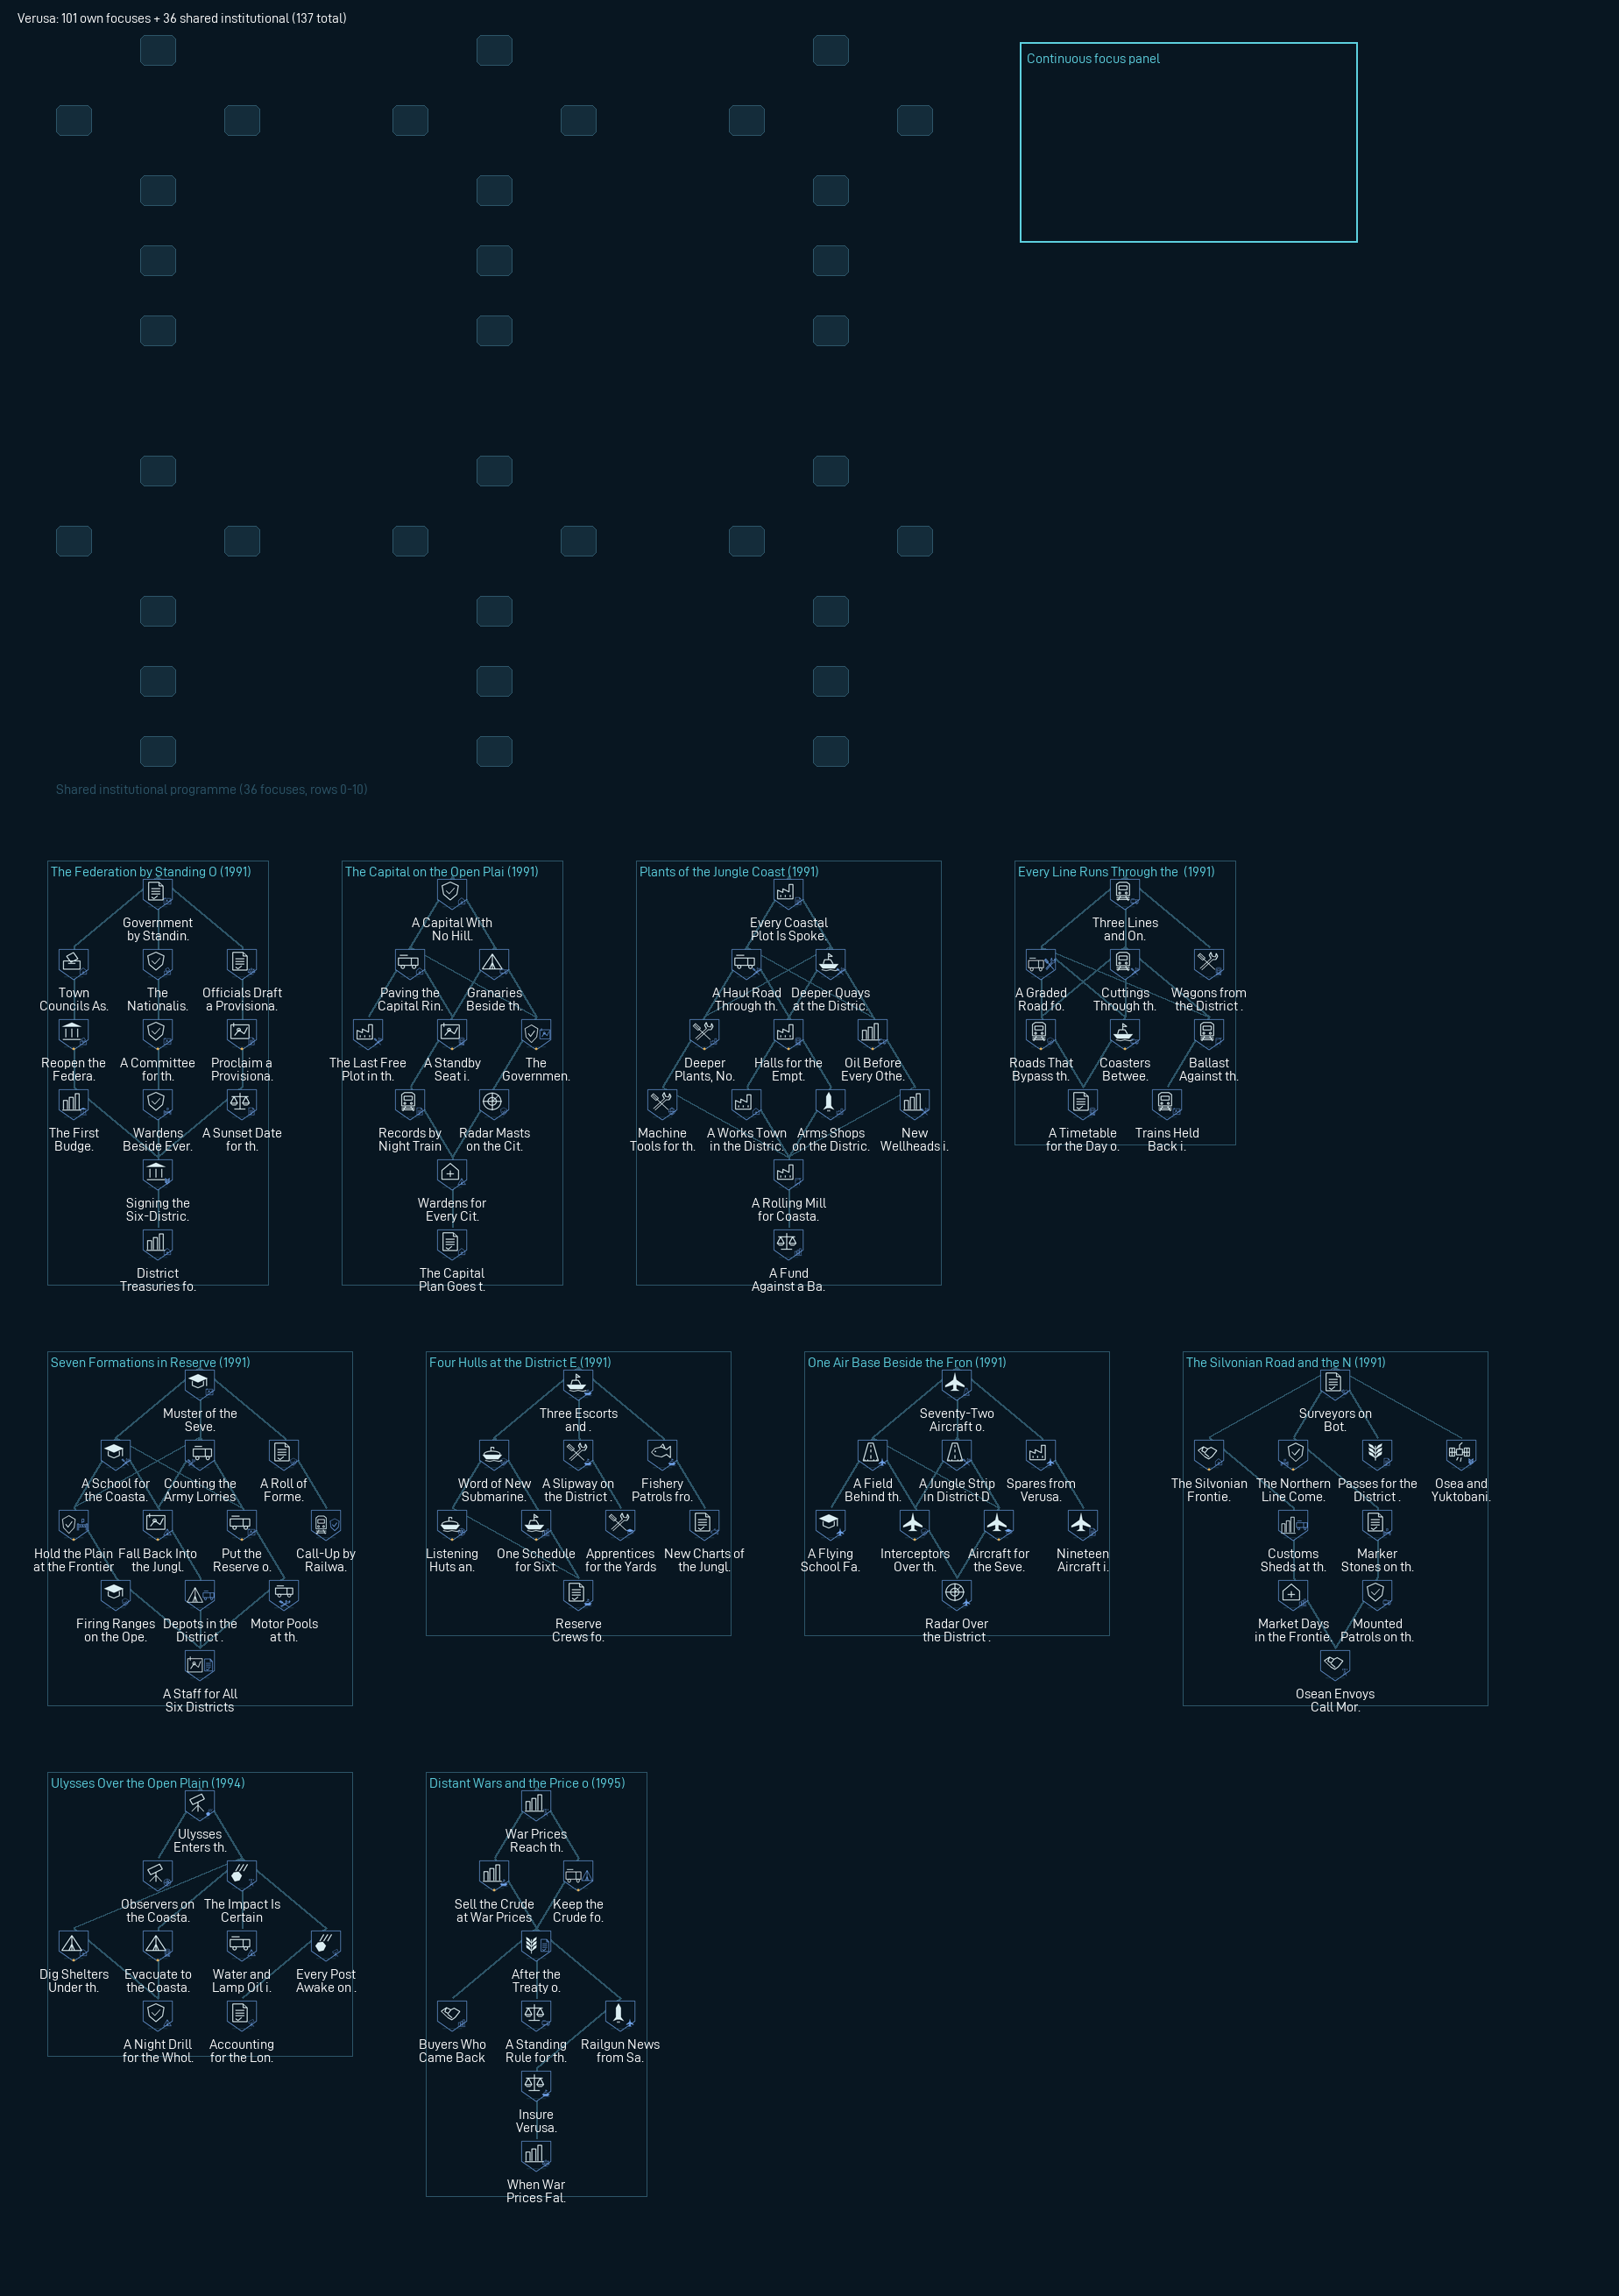 Verusa: 101 own focuses + 36 shared institutional (137 total)
Continuous focus panel
Shared institutional programme (36 focuses, rows 0-10)
The Federation by Standing O (1991)
Government
by Standin.
Town
Councils As.
The
Nationalis.
Officials Draft
a Provisiona.
Reopen the
Federa.
A Committee
for th.
Proclaim a
Provisiona.
The First
Budge.
Wardens
Beside Ever.
A Sunset Date
for th.
Signing the
Six-Distric.
District
Treasuries fo.
The Capital on the Open Plai (1991)
A Capital With
No Hill.
Paving the
Capital Rin.
Granaries
Beside th.
The Last Free
Plot in th.
A Standby
Seat i.
The
Governmen.
Records by
Night Train
Radar Masts
on the Cit.
Wardens for
Every Cit.
The Capital
Plan Goes t.
Plants of the Jungle Coast (1991)
Every Coastal
Plot Is Spoke.
A Haul Road
Through th.
Deeper Quays
at the Distric.
Deeper
Plants, No.
Halls for the
Empt.
Oil Before
Every Othe.
Machine
Tools for th.
A Works Town
in the Distric.
Arms Shops
on the Distric.
New
Wellheads i.
A Rolling Mill
for Coasta.
A Fund
Against a Ba.
Every Line Runs Through the (1991)
Three Lines
and On.
A Graded
Road fo.
Cuttings
Through th.
Wagons from
the District .
Roads That
Bypass th.
Coasters
Betwee.
Ballast
Against th.
A Timetable
for the Day o.
Trains Held
Back i.
Seven Formations in Reserve (1991)
Muster of the
Seve.
A School for
the Coasta.
Counting the
Army Lorries
A Roll of
Forme.
Hold the Plain
at the Frontier
Fall Back Into
the Jungl.
Put the
Reserve o.
Call-Up by
Railwa.
Firing Ranges
on the Ope.
Depots in the
District .
Motor Pools
at th.
A Staff for All
Six Districts
Four Hulls at the District E (1991)
Three Escorts
and .
Word of New
Submarine.
A Slipway on
the District .
Fishery
Patrols fro.
Listening
Huts an.
One Schedule
for Sixt.
Apprentices
for the Yards
New Charts of
the Jungl.
Reserve
Crews fo.
One Air Base Beside the Fron (1991)
Seventy-Two
Aircraft o.
A Field
Behind th.
A Jungle Strip
in District D
Spares from
Verusa.
A Flying
School Fa.
Interceptors
Over th.
Aircraft for
the Seve.
Nineteen
Aircraft i.
Radar Over
the District .
The Silvonian Road and the N (1991)
Surveyors on
Bot.
The Silvonian
Frontie.
The Northern
Line Come.
Passes for the
District .
Osea and
Yuktobani.
Customs
Sheds at th.
Marker
Stones on th.
Market Days
in the Frontie.
Mounted
Patrols on th.
Osean Envoys
Call Mor.
Ulysses Over the Open Plain (1994)
Ulysses
Enters th.
Observers on
the Coasta.
The Impact Is
Certain
Dig Shelters
Under th.
Evacuate to
the Coasta.
Water and
Lamp Oil i.
Every Post
Awake on .
A Night Drill
for the Whol.
Accounting
for the Lon.
Distant Wars and the Price o (1995)
War Prices
Reach th.
Sell the Crude
at War Prices
Keep the
Crude fo.
After the
Treaty o.
Buyers Who
Came Back
A Standing
Rule for th.
Railgun News
from Sa.
Insure
Verusa.
When War
Prices Fal.